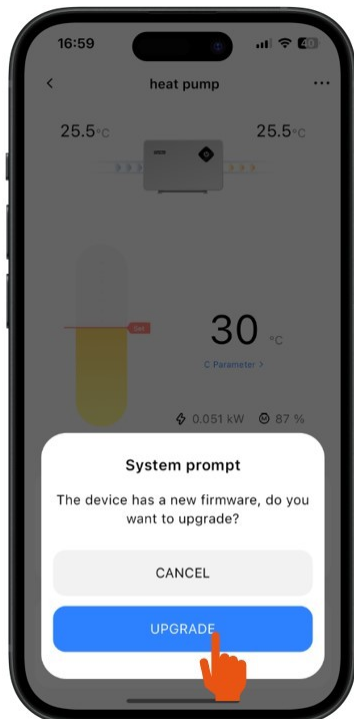 16:59
40
heat pump
25.5°C
25.5°C
Set
30 °C
C Parameter >
0.051 kW
87 %
System prompt
The device has a new firmware, do you
want to upgrade?
CANCEL
UPGRADE